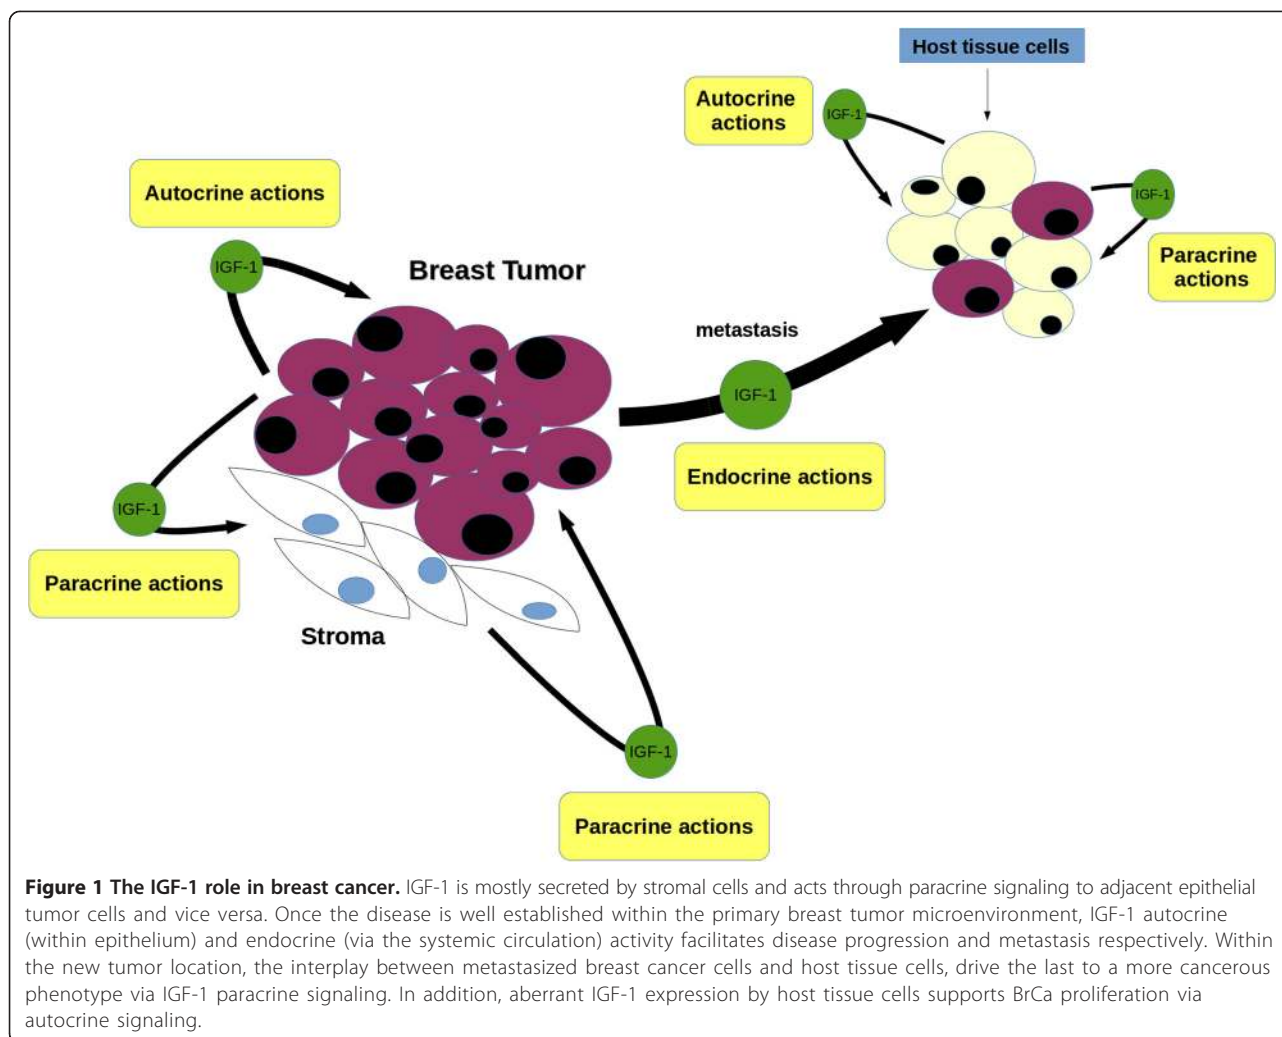 Host tissue cells
Autocrine
actions
IGF-1
IGF-1
Paracrine
actions
Autocrine actions
IGF-1
Breast Tumor
metastasis
IGF-1
Endocrine actions
IGF-1
Paracrine actions
Stroma
IGF-1
Paracrine actions
Figure 1 The IGF-1 role in breast cancer. IGF-1 is mostly secreted by stromal cells and acts through paracrine signaling to adjacent epithelial
tumor cells and vice versa. Once the disease is well established within the primary breast tumor microenvironment, IGF-1 autocrine
(within epithelium) and endocrine (via the systemic circulation) activity facilitates disease progression and metastasis respectively. Within
the new tumor location, the interplay between metastasized breast cancer cells and host tissue cells, drive the last to a more cancerous
phenotype via IGF-1 paracrine signaling. In addition, aberrant IGF-1 expression by host tissue cells supports BrCa proliferation via
autocrine signaling.